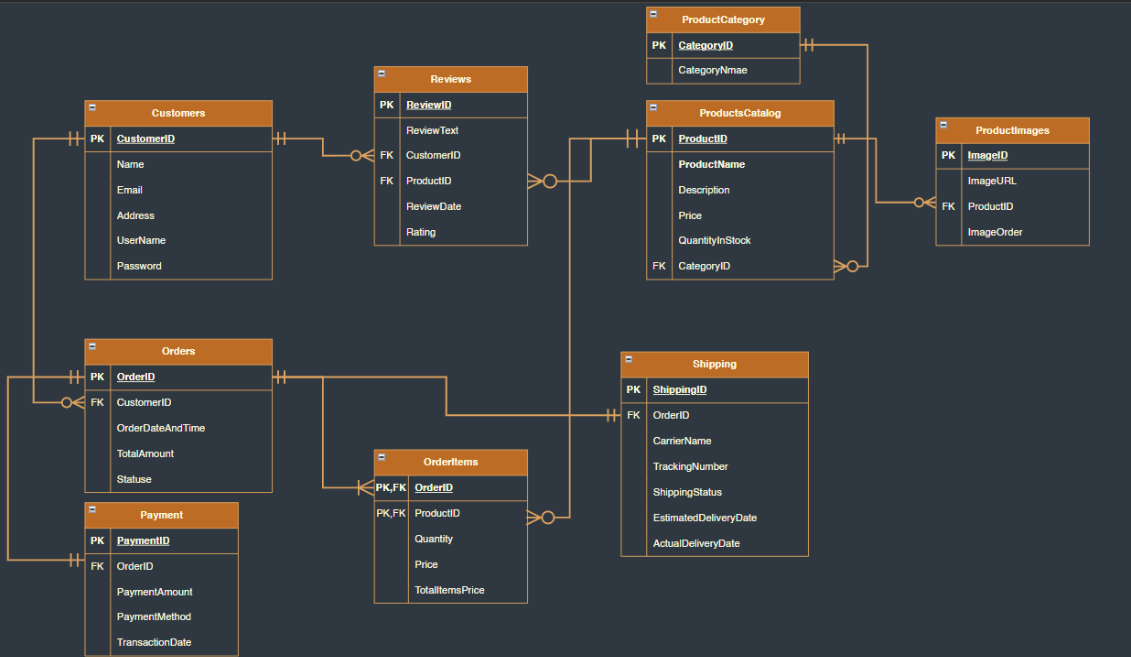 ProductCategory
PK CategoryID
CategoryNmae
Reviews
PK ReviewID
ReviewText
FK CustomerID
FK ProductID
ReviewDate
Rating
Customers
PK CustomerID
Name
Email
Address
UserName
Password
ProductsCatalog
PK ProductID
ProductName
Description
Price
QuantityInStock
FK CategoryID
ProductImages
PK ImageID
ImageURL
FK ProductID
ImageOrder
Orders
PK OrderID
FK CustomerID
OrderDateAndTime
TotalAmount
Statuse
Shipping
PK ShippingID
FK OrderID
CarrierName
TrackingNumber
ShippingStatus
EstimatedDeliveryDate
ActualDeliveryDate
OrderItems
PK,FK OrderID
PK,FK ProductID
Quantity
Price
TotalItemsPrice
Payment
PK PaymentID
FK OrderID
PaymentAmount
PaymentMethod
TransactionDate